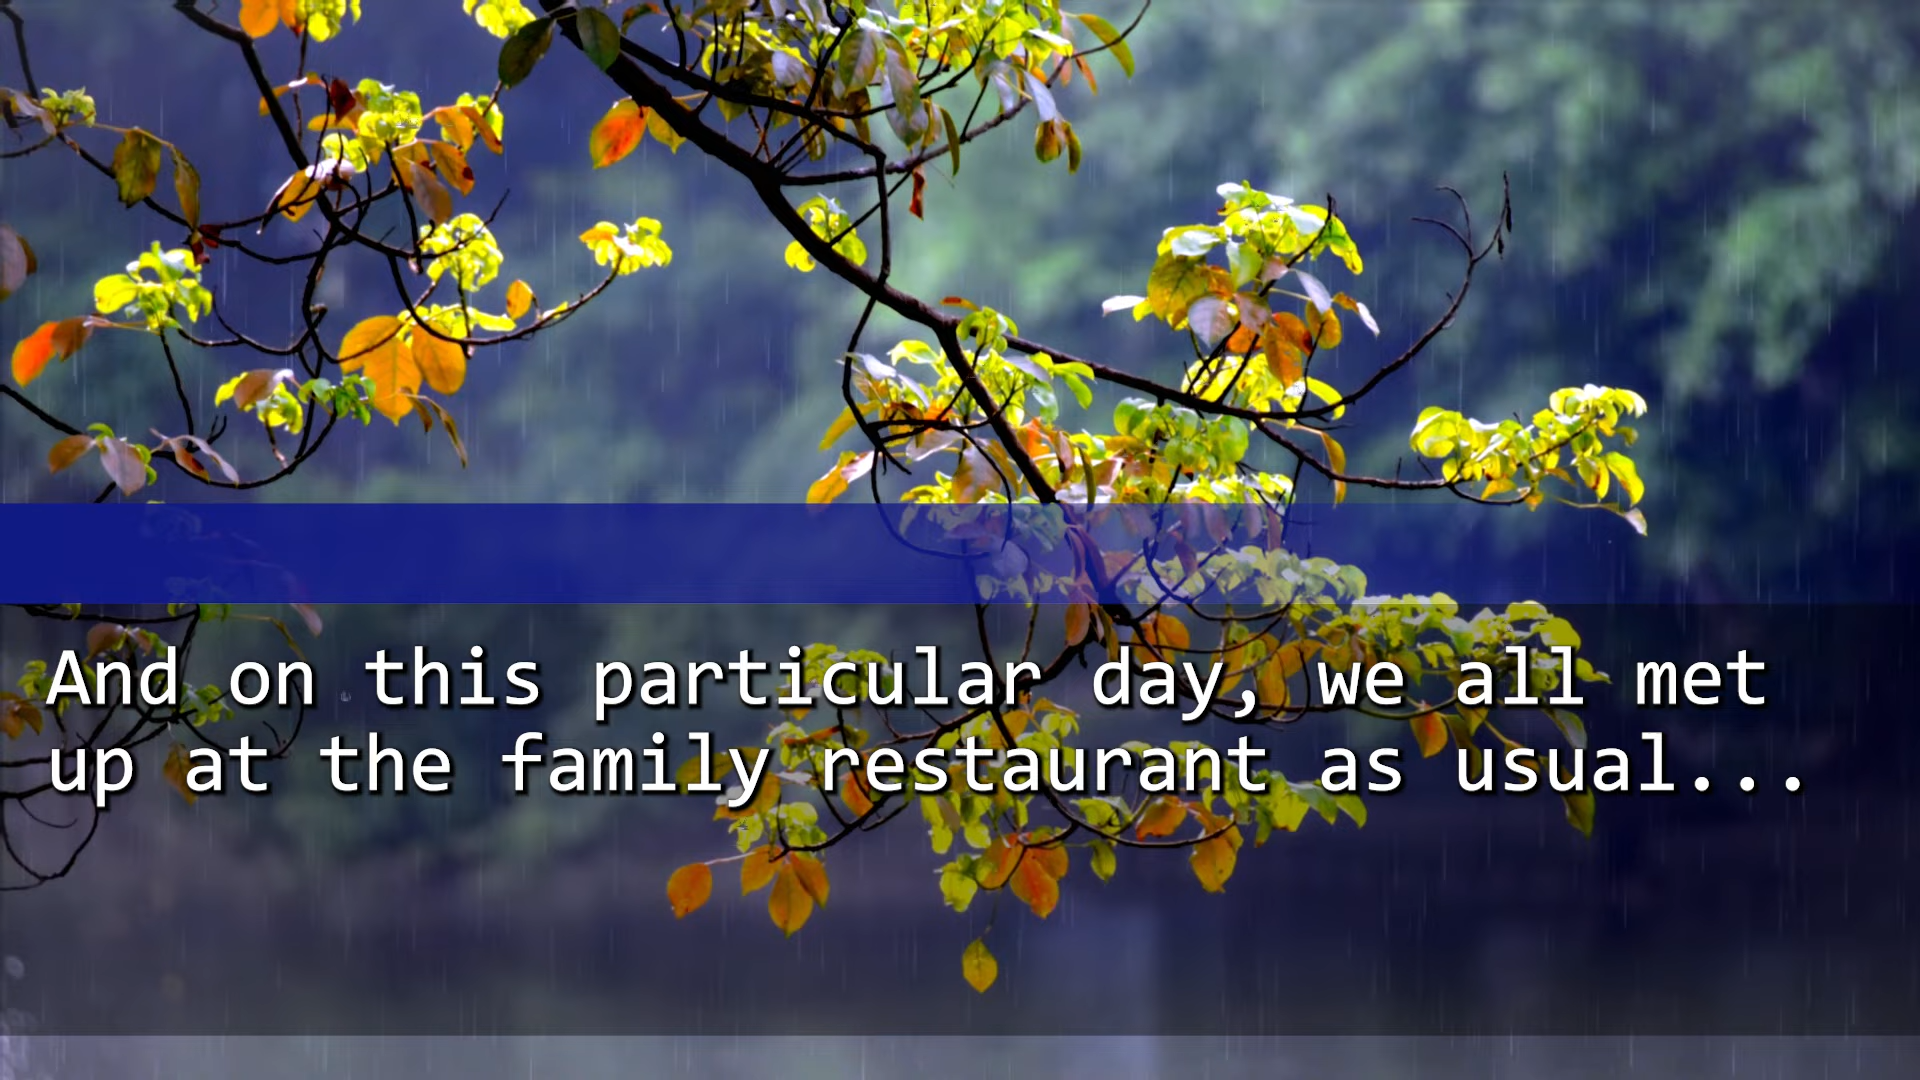 And on this particular day, we all met
up at the family restaurant as usual...